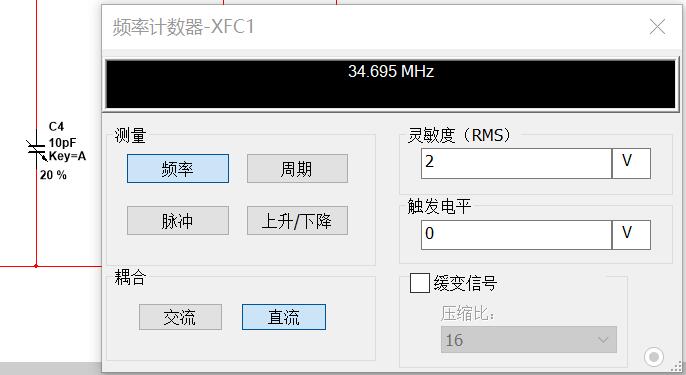 频率计数器-XFC1
34.695 MHz
C4
10pF
Key=A
20 %
测量
频率
周期
脉冲
上升/下降
耦合
交流
直流
灵敏度（RMS）
2
V
触发电平
0
V
缓变信号
压缩比：
16